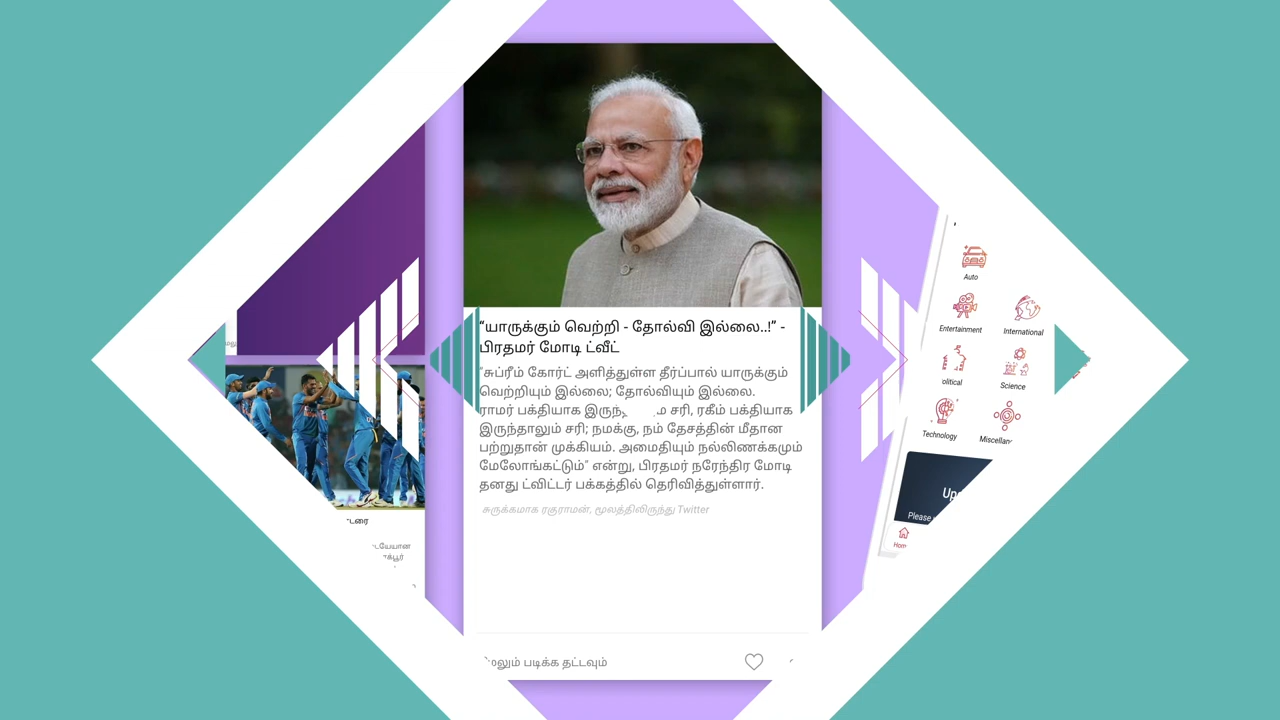 “யாருக்கும் வெற்றி - தோல்வி இல்லை..!” -
பிரதமர் மோடி ட்வீட்
"சுப்ரீம் கோர்ட் அளித்துள்ள தீர்ப்பால் யாருக்கும்
வெற்றியும் இல்லை; தோல்வியும் இல்லை.
ராமர் பக்தியாக சரி, ரகீம் பக்தியாக
இருந்தாலும் சரி; நமக்கு, நம் தேசத்தின் மீதான
பற்றுதான் முக்கியம். அமைதியும் நல்லிணக்கமும்
மேலோங்கட்டும்" என்று, பிரதமர் நரேந்திர மோடி
தனது ட்விட்டர் பக்கத்தில் தெரிவித்துள்ளார்.
சுருக்கமாக ரகுராமன், மூலத்திலிருந்து Twitter
படிக்க தட்டவும்
Auto
Entertainment International
Science
Technology
Please